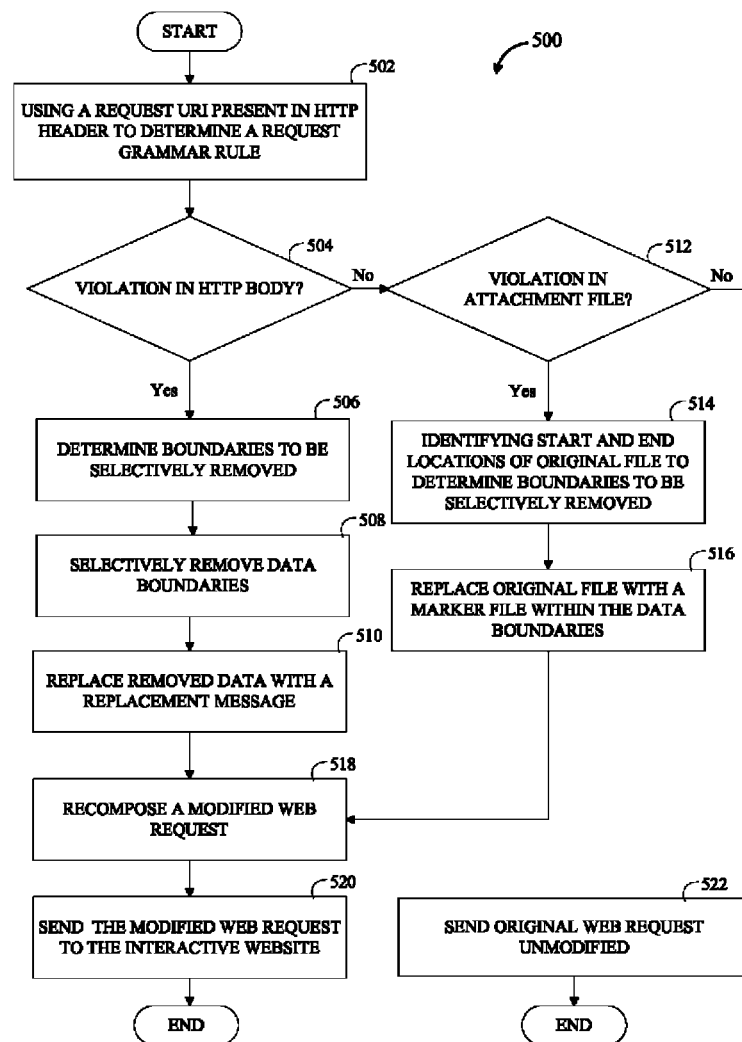 START
500
502
USING A REQUEST URI PRESENT IN HTTP
HEADER TO DETERMINE A REQUEST
GRAMMAR RULE
504
VIOLATION IN HTTP BODY?
No
Yes
512
VIOLATION IN
ATTACHMENT FILE?
No
Yes
506
DETERMINE BOUNDARIES TO BE
SELECTIVELY REMOVED
514
IDENTIFYING START AND END
LOCATIONS OF ORIGINAL FILE TO
DETERMINE BOUNDARIES TO BE
SELECTIVELY REMOVED
508
SELECTIVELY REMOVE DATA
BOUNDARIES
516
REPLACE ORIGINAL FILE WITH A
MARKER FILE WITHIN THE DATA
BOUNDARIES
510
REPLACE REMOVED DATA WITH A
REPLACEMENT MESSAGE
518
RECOMPOSE A MODIFIED WEB
REQUEST
520
SEND THE MODIFIED WEB REQUEST
TO THE INTERACTIVE WEBSITE
522
SEND ORIGINAL WEB REQUEST
UNMODIFIED
END
END